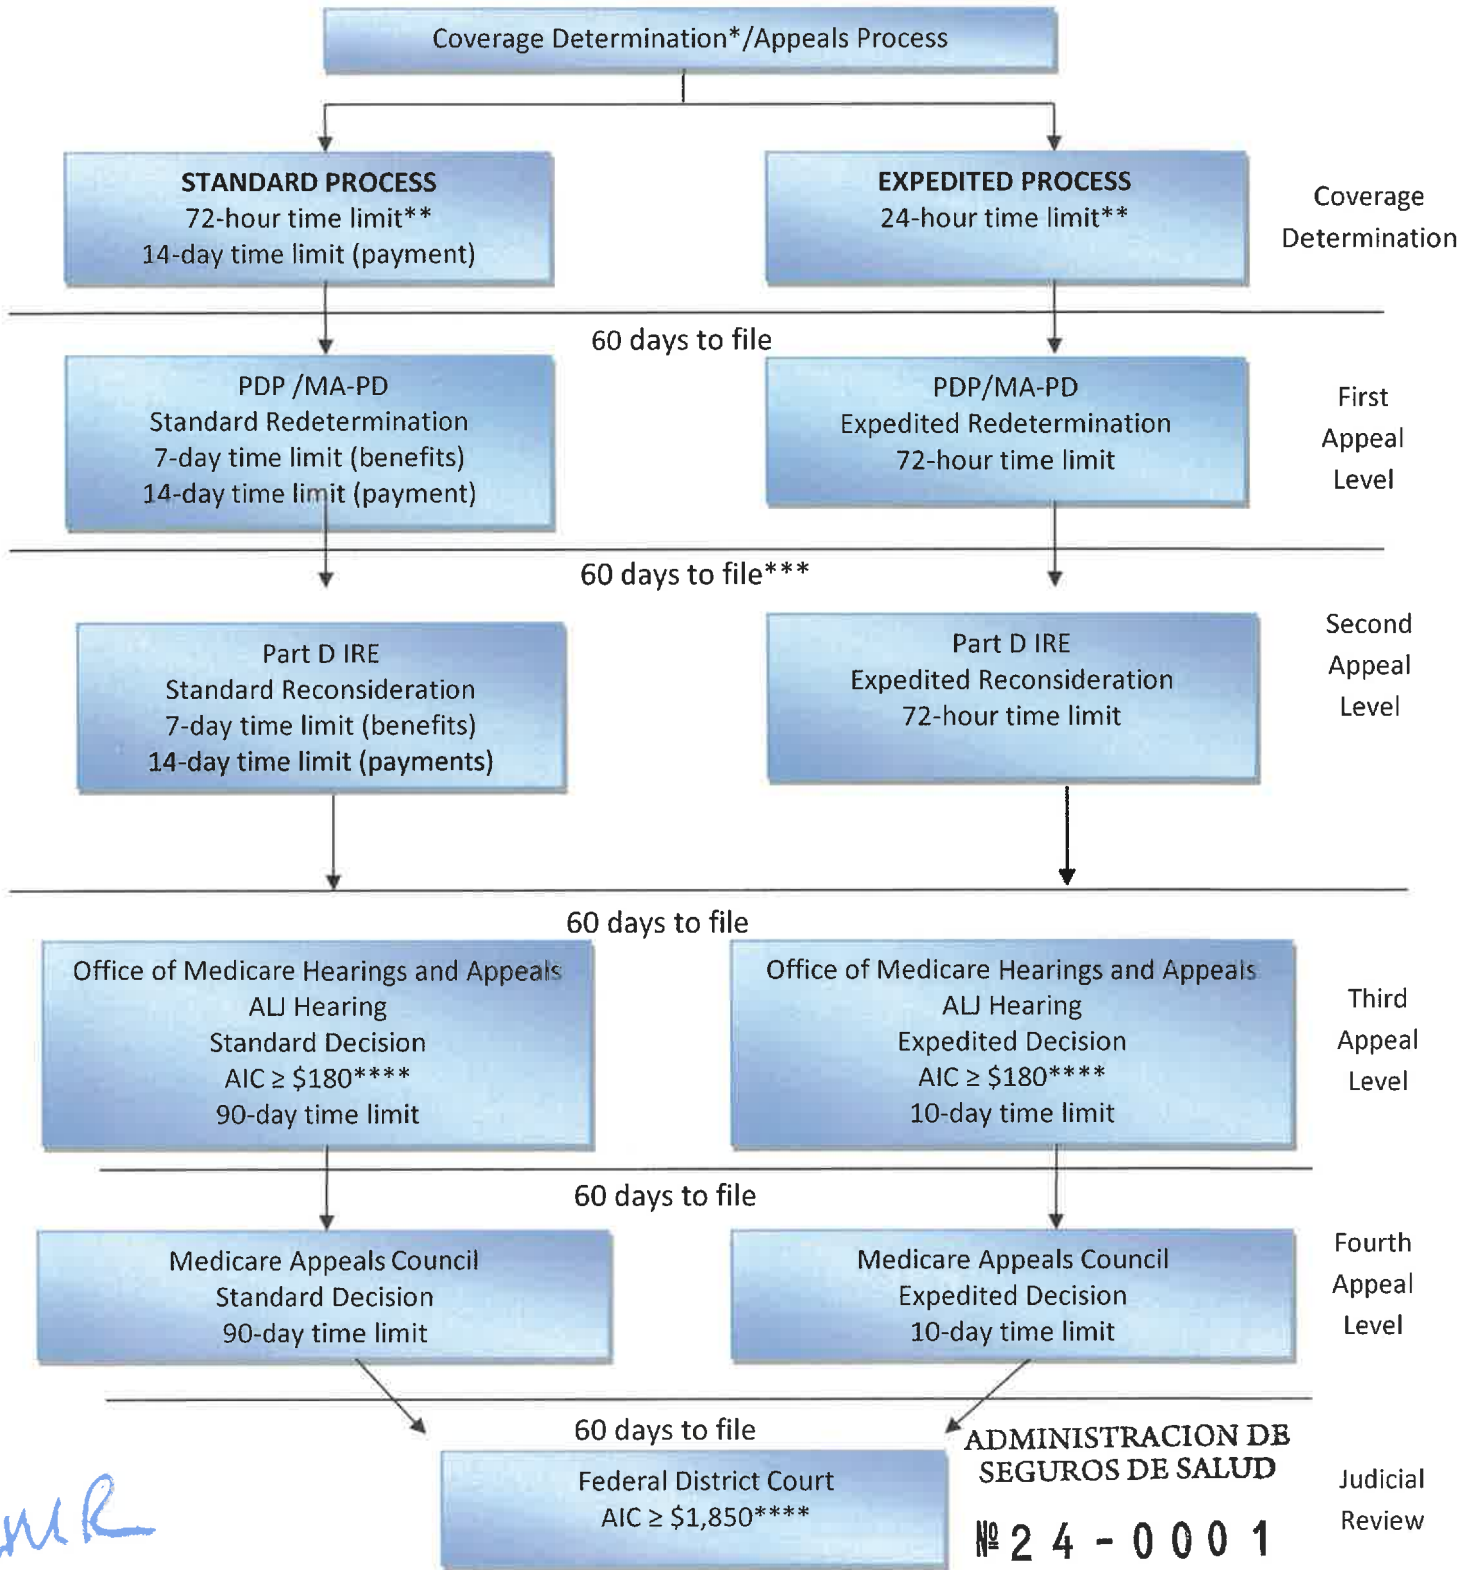 Coverage Determination*/Appeals Process
STANDARD PROCESS
72-hour time limit**
14-day time limit (payment)
EXPEDITED PROCESS
24-hour time limit**
Coverage
Determination
60 days to file
PDP /MA-PD
Standard Redetermination
7-day time limit (benefits)
14-day time limit (payment)
PDP/MA-PD
Expedited Redetermination
72-hour time limit
First
Appeal
Level
60 days to file***
Part D IRE
Standard Reconsideration
7-day time limit (benefits)
14-day time limit (payments)
Part D IRE
Expedited Reconsideration
72-hour time limit
Second
Appeal
Level
60 days to file
Office of Medicare Hearings and Appeals
ALJ Hearing
Standard Decision
AIC ≥ $180****
90-day time limit
Office of Medicare Hearings and Appeals
ALJ Hearing
Expedited Decision
AIC ≥ $180****
10-day time limit
Third
Appeal
Level
60 days to file
Medicare Appeals Council
Standard Decision
90-day time limit
Medicare Appeals Council
Expedited Decision
10-day time limit
Fourth
Appeal
Level
60 days to file
Federal District Court
AIC ≥ $1,850****
ADMINISTRACION DE
SEGUROS DE SALUD
№ 24-0001
Judicial
Review